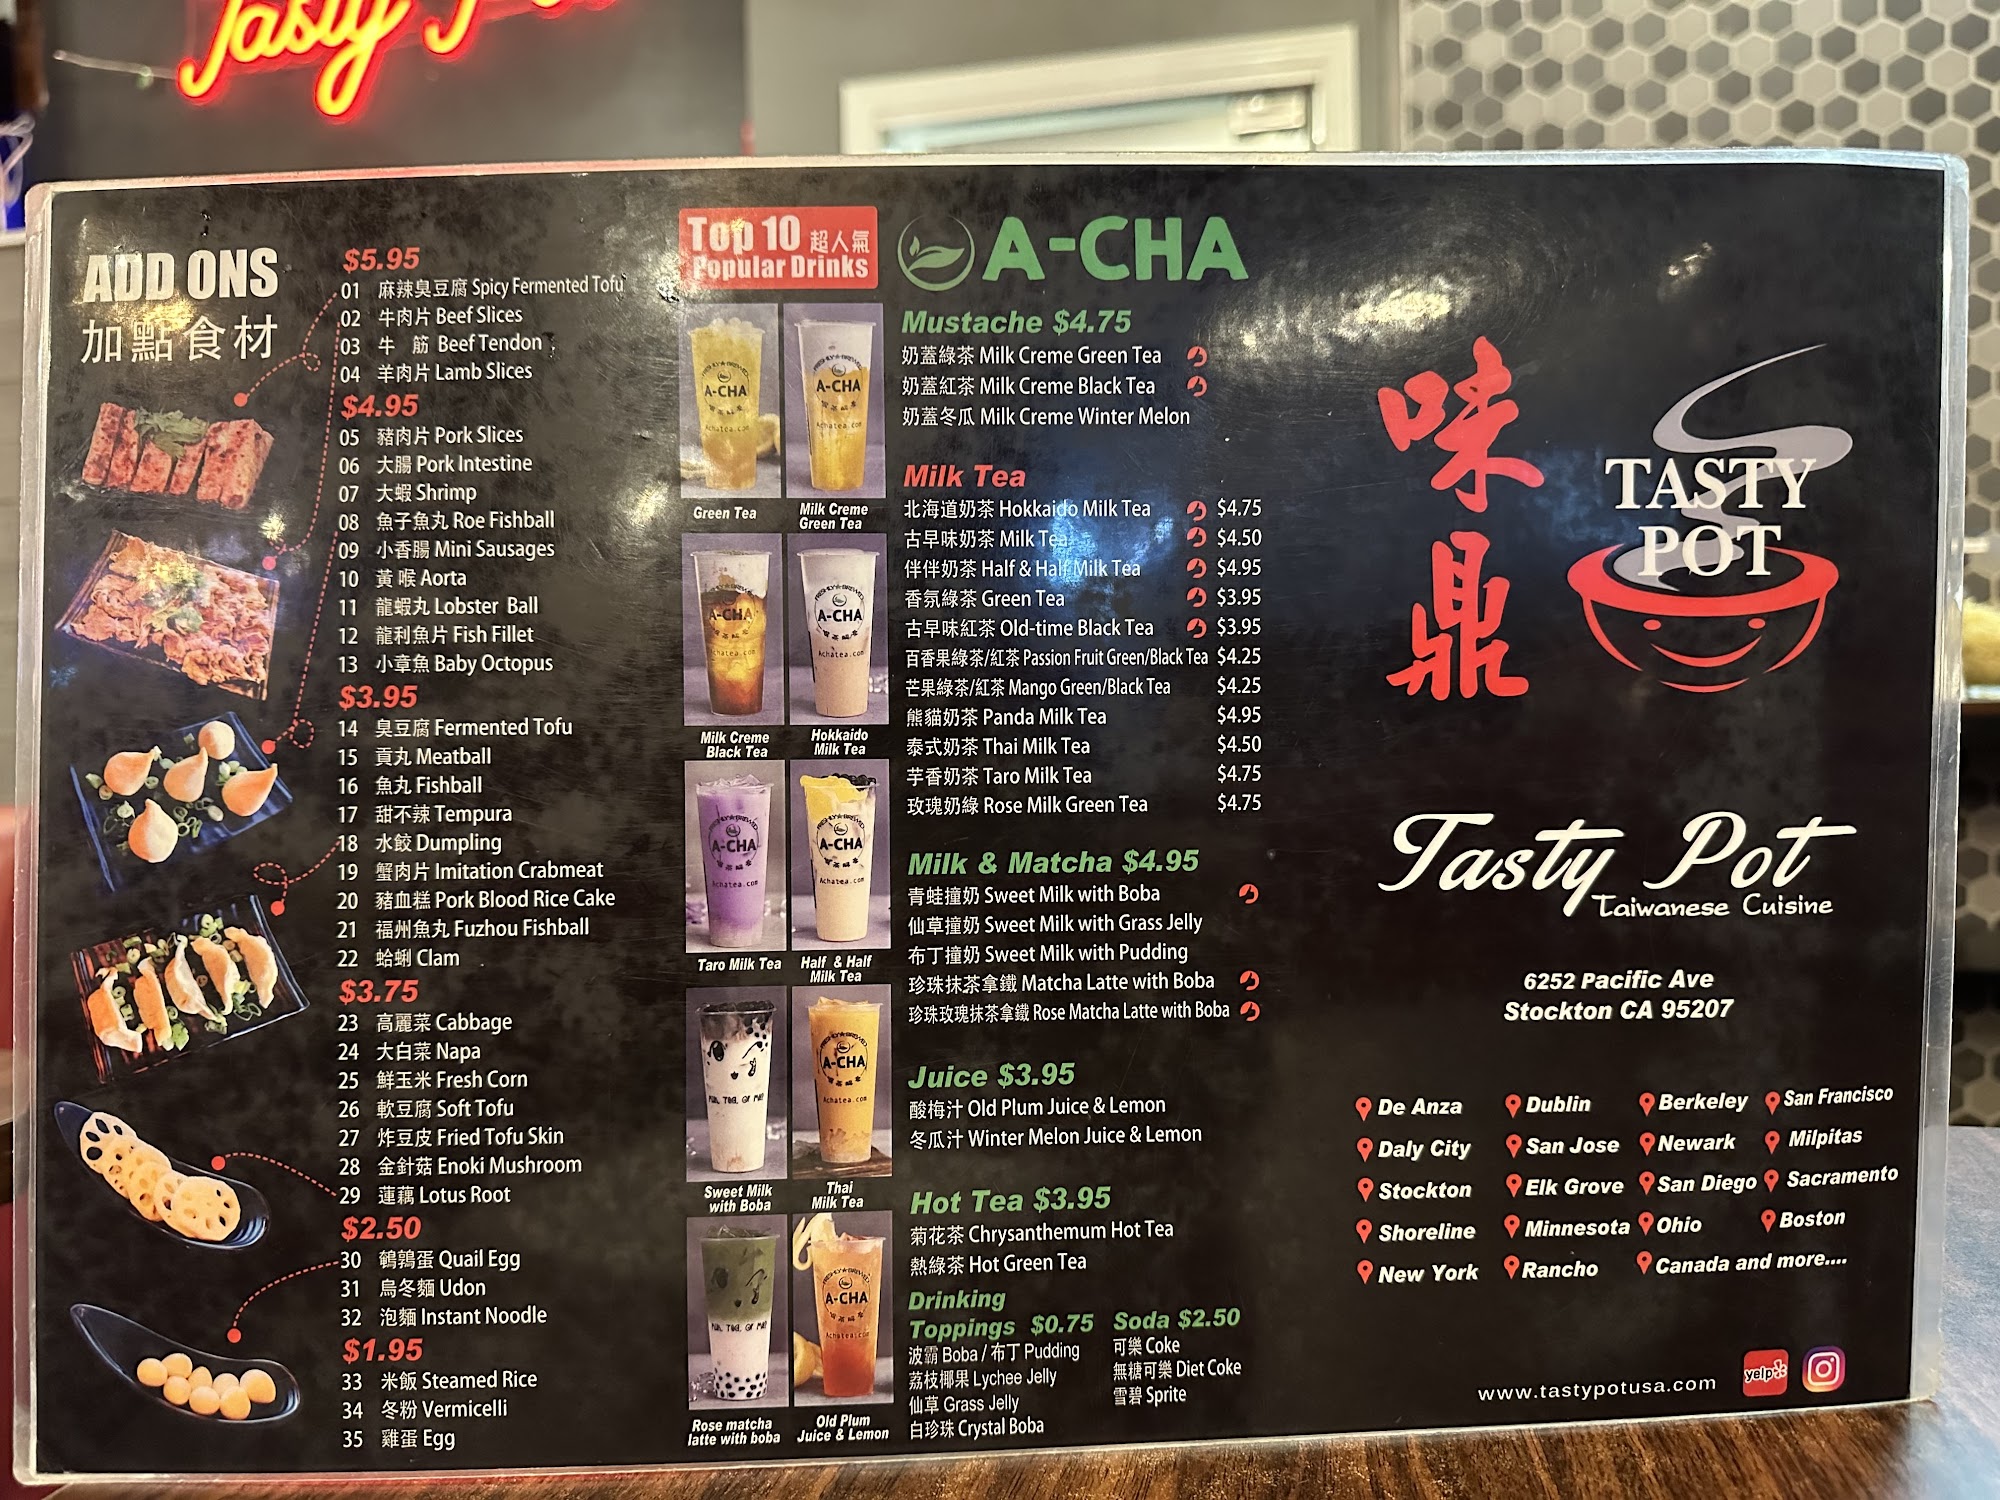 Tasty
ADD ONS
加點食材
$5.95
01 麻辣臭豆腐 Spicy Fermented Tofu
02 牛肉片 Beef Slices
03 牛 筋 Beef Tendon
04 羊肉片 Lamb Slices
$4.95
05 豬肉片 Pork Slices
06 大腸 Pork Intestine
07 大蝦 Shrimp
08 魚子魚丸 Roe Fishball
09 小香腸 Mini Sausages
10 黃 喉 Aorta
11 龍蝦丸 Lobster Ball
12 龍利魚片 Fish Fillet
13 小章魚 Baby Octopus
$3.95
14 臭豆腐 Fermented Tofu
15 貢丸 Meatball
16 魚丸 Fishball
17 甜不辣 Tempura
18 水餃 Dumpling
19 蟹肉片 Imitation Crabmeat
20 豬血糕 Pork Blood Rice Cake
21 福州魚丸 Fuzhou Fishball
22 蛤蜊 Clam
$3.75
23 高麗菜 Cabbage
24 大白菜 Napa
25 鮮玉米 Fresh Corn
26 軟豆腐 Soft Tofu
27 炸豆皮 Fried Tofu Skin
28 金針菇 Enoki Mushroom
29 蓮藕 Lotus Root
$2.50
30 鵪鶉蛋 Quail Egg
31 烏冬麵 Udon
32 泡麵 Instant Noodle
$1.95
33 米飯 Steamed Rice
34 冬粉 Vermicelli
35 雞蛋 Egg
Top 10 超人氣
Popular Drinks
A-CHA
Achatea.com
A-CHA
Achatea.com
Green Tea
Milk Creme
Green Tea
A-CHA
Achatea.com
A-CHA
Achatea.com
Milk Creme
Black Tea
Hokkaido
Milk Tea
A-CHA
Achatea.com
A-CHA
Achatea.com
Taro Milk Tea
Half & Half
Milk Tea
A-CHA
Achatea.com
Sweet Milk
with Boba
Thai
Milk Tea
A-CHA
Achatea.com
Rose matcha
latte with boba
Old Plum
Juice & Lemon
A-CHA
Mustache $4.75
奶蓋綠茶 Milk Creme Green Tea
奶蓋紅茶 Milk Creme Black Tea
奶蓋冬瓜 Milk Creme Winter Melon
Milk Tea
北海道奶茶 Hokkaido Milk Tea $4.75
古早味奶茶 Milk Tea $4.50
伴伴奶茶 Half & Half Milk Tea $4.95
香氛綠茶 Green Tea $3.95
古早味紅茶 Old-time Black Tea $3.95
百香果綠茶/紅茶 Passion Fruit Green/Black Tea $4.25
芒果綠茶/紅茶 Mango Green/Black Tea $4.25
熊貓奶茶 Panda Milk Tea $4.95
泰式奶茶 Thai Milk Tea $4.50
芋香奶茶 Taro Milk Tea $4.75
玫瑰奶綠 Rose Milk Green Tea $4.75
Milk & Matcha $4.95
青蛙撞奶 Sweet Milk with Boba
仙草撞奶 Sweet Milk with Grass Jelly
布丁撞奶 Sweet Milk with Pudding
珍珠抹茶拿鐵 Matcha Latte with Boba
珍珠玫瑰抹茶拿鐵 Rose Matcha Latte with Boba
Juice $3.95
酸梅汁 Old Plum Juice & Lemon
冬瓜汁 Winter Melon Juice & Lemon
Hot Tea $3.95
菊花茶 Chrysanthemum Hot Tea
熱綠茶 Hot Green Tea
Drinking
Toppings $0.75
波霸 Boba / 布丁 Pudding
荔枝椰果 Lychee Jelly
仙草 Grass Jelly
白珍珠 Crystal Boba
Soda $2.50
可樂 Coke
無糖可樂 Diet Coke
雪碧 Sprite
味鼎
TASTY
POT
Tasty Pot
Taiwanese Cuisine
6252 Pacific Ave
Stockton CA 95207
De Anza Dublin Berkeley San Francisco
Daly City San Jose Newark Milpitas
Stockton Elk Grove San Diego Sacramento
Shoreline Minnesota Ohio Boston
New York Rancho Canada and more....
www.tastypotusa.com
yelp